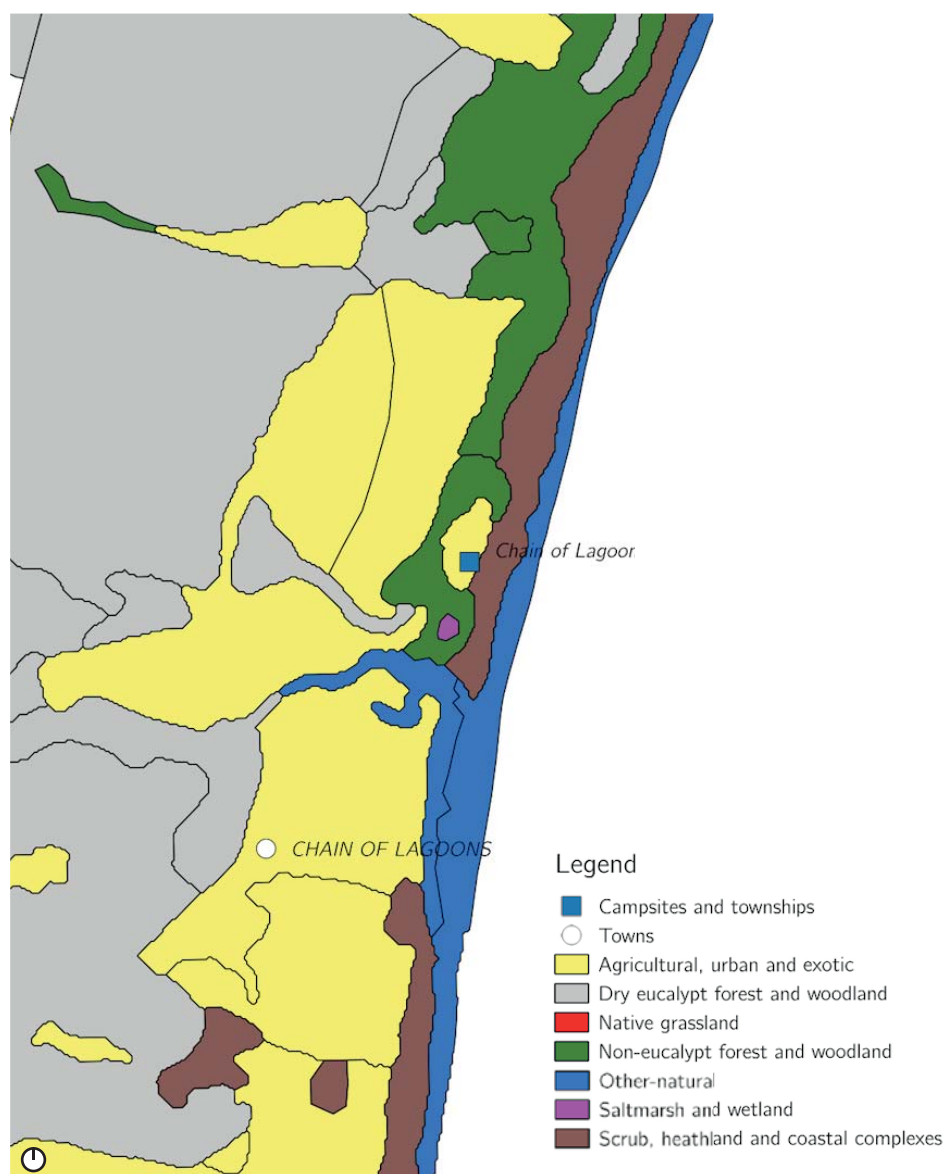 Chain of Lagoor
CHAIN OF LAGOONS
Legend
Campsites and townships
Towns
Agricultural, urban and exotic
Dry eucalypt forest and woodland
Native grassland
Non-eucalypt forest and woodland
Other-natural
Saltmarsh and wetland
Scrub, heathland and coastal complexes